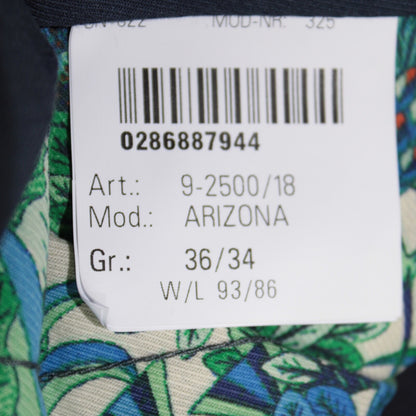 MOD-NR: 325
0286887944
Art.: 9-2500/18
Mod.: ARIZONA
Gr.: 36/34
W/L 93/86